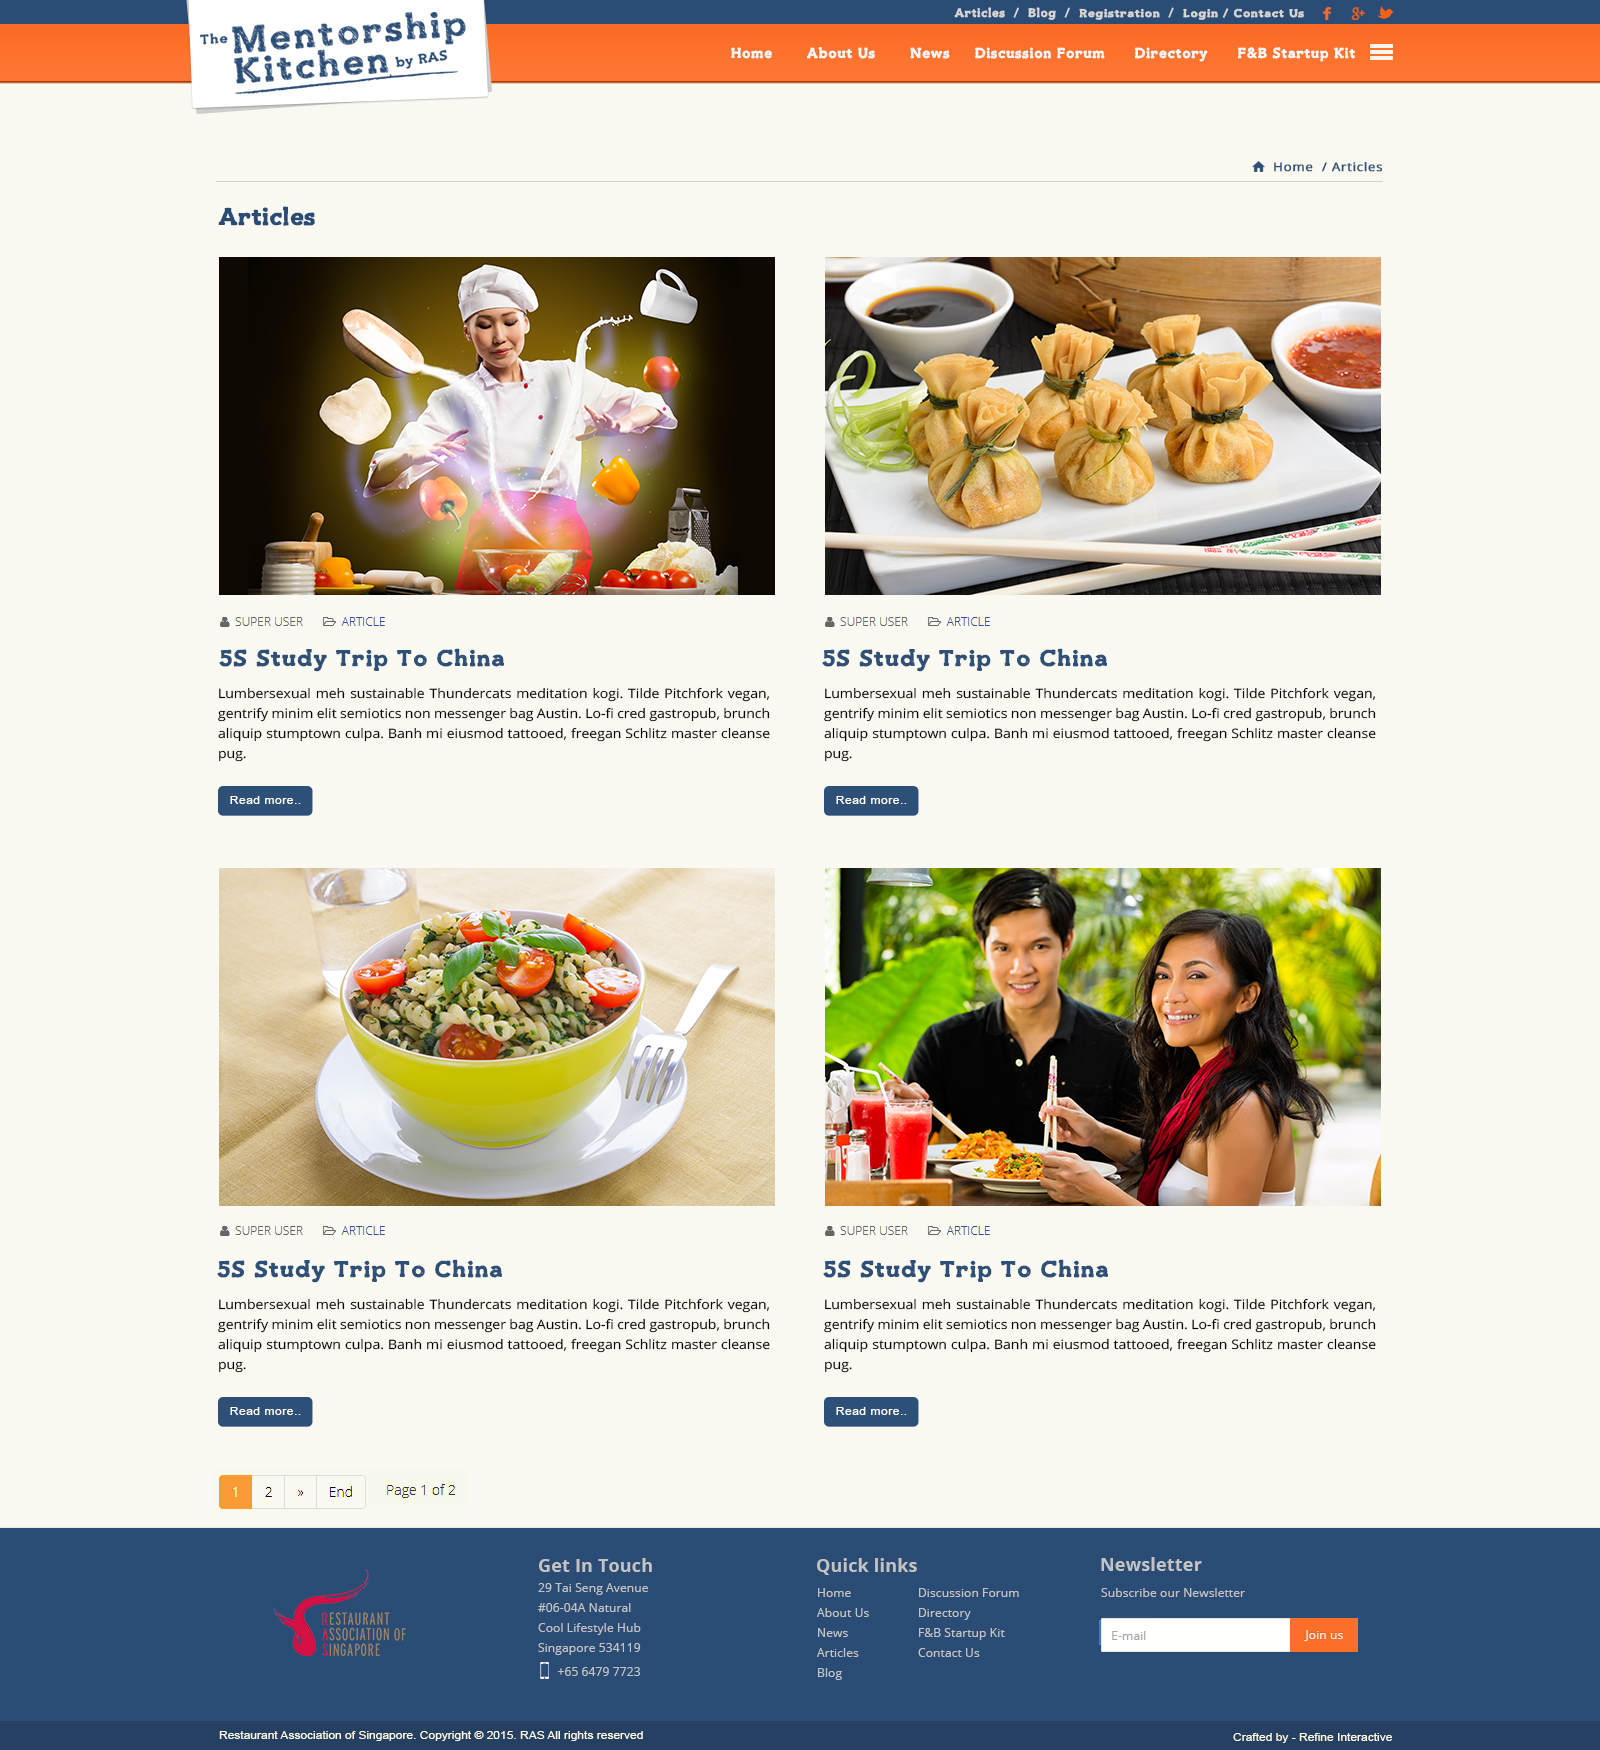 Articles / Blog / Registration / Login / Contact Us
The Mentorship
Kitchen by RAS
Home About Us News Discussion Forum Directory F&B Startup Kit
Home / Articles
Articles
SUPER USER ARTICLE
5S Study Trip To China
Lumbersexual meh sustainable Thundercats meditation kogi. Tilde Pitchfork vegan,
gentrify minim elit semiotics non messenger bag Austin. Lo-fi cred gastropub, brunch
aliquip stumptown culpa. Banh mi eiusmod tattooed, freegan Schlitz master cleanse
pug.
Read more..
SUPER USER ARTICLE
5S Study Trip To China
Lumbersexual meh sustainable Thundercats meditation kogi. Tilde Pitchfork vegan,
gentrify minim elit semiotics non messenger bag Austin. Lo-fi cred gastropub, brunch
aliquip stumptown culpa. Banh mi eiusmod tattooed, freegan Schlitz master cleanse
pug.
Read more..
SUPER USER ARTICLE
5S Study Trip To China
Lumbersexual meh sustainable Thundercats meditation kogi. Tilde Pitchfork vegan,
gentrify minim elit semiotics non messenger bag Austin. Lo-fi cred gastropub, brunch
aliquip stumptown culpa. Banh mi eiusmod tattooed, freegan Schlitz master cleanse
pug.
Read more..
SUPER USER ARTICLE
5S Study Trip To China
Lumbersexual meh sustainable Thundercats meditation kogi. Tilde Pitchfork vegan,
gentrify minim elit semiotics non messenger bag Austin. Lo-fi cred gastropub, brunch
aliquip stumptown culpa. Banh mi eiusmod tattooed, freegan Schlitz master cleanse
pug.
Read more..
1 2 » End Page 1 of 2
RESTAURANT
ASSOCIATION OF
SINGAPORE
Get In Touch
29 Tai Seng Avenue
#06-04A Natural
Cool Lifestyle Hub
Singapore 534119
+65 6479 7723
Quick links
Home
About Us
News
Articles
Blog
Discussion Forum
Directory
F&B Startup Kit
Contact Us
Newsletter
Subscribe our Newsletter
E-mail Join us
Restaurant Association of Singapore. Copyright © 2015. RAS All rights reserved
Crafted by - Refine Interactive